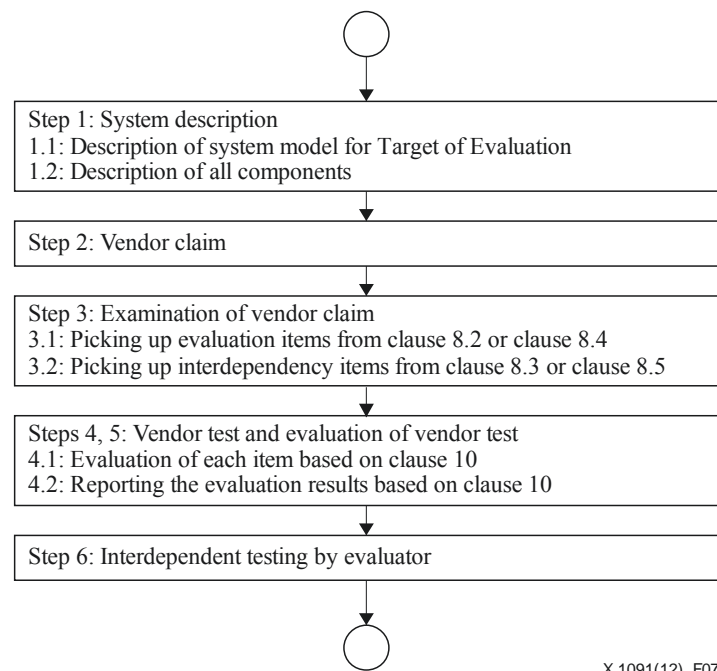 Step 1: System description
1.1: Description of system model for Target of Evaluation
1.2: Description of all components
Step 2: Vendor claim
Step 3: Examination of vendor claim
3.1: Picking up evaluation items from clause 8.2 or clause 8.4
3.2: Picking up interdependency items from clause 8.3 or clause 8.5
Steps 4, 5: Vendor test and evaluation of vendor test
4.1: Evaluation of each item based on clause 10
4.2: Reporting the evaluation results based on clause 10
Step 6: Interdependent testing by evaluator
X.1091(12)_F07